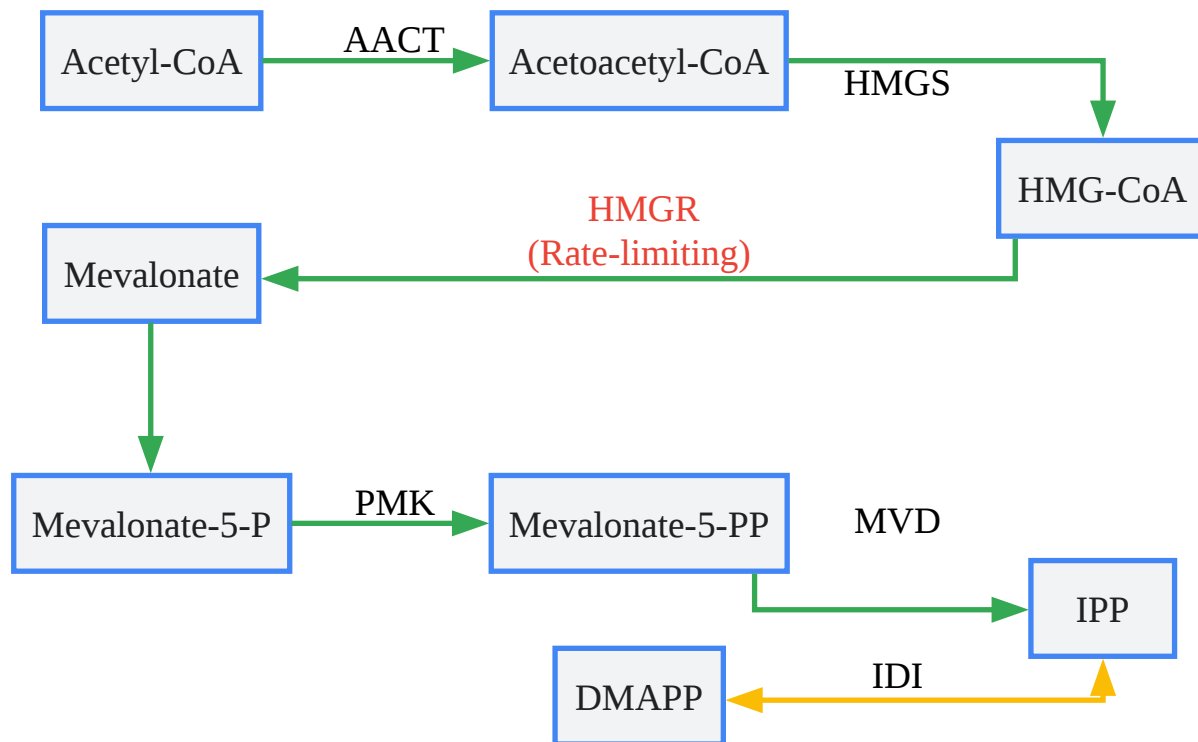 Acetyl-CoA
AACT
Acetoacetyl-CoA
HMGS
HMG-CoA
HMGR
(Rate-limiting)
Mevalonate
Mevalonate-5-P
PMK
Mevalonate-5-PP
MVD
IPP
IDI
DMAPP